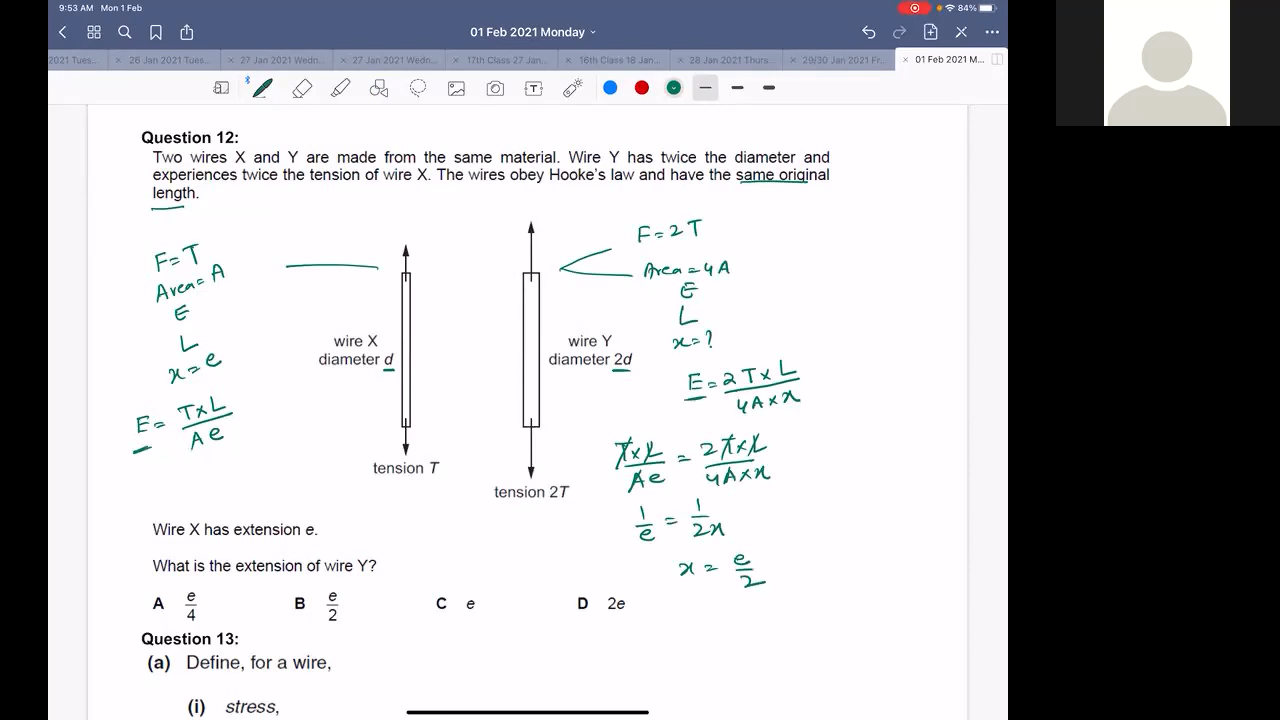 9:53 AM Mon 1 Feb
84%
01 Feb 2021 Monday
2021 Tues...
26 Jan 2021 Tues...
27 Jan 2021 Wedn...
27 Jan 2021 Wedn...
17th Class 27 Jan...
16th Class 18 Jan...
28 Jan 2021 Thurs...
29/30 Jan 2021 Fr...
01 Feb 2021 M...
Question 12:
Two wires X and Y are made from the same material. Wire Y has twice the diameter and
experiences twice the tension of wire X. The wires obey Hooke's law and have the same original
length.
F=T
Area=A
E
L
x=e
E = T×L / Ae
wire X
diameter d
tension T
wire Y
diameter 2d
tension 2T
F=2T
Area=4A
E
L
x=?
E = 2T×L / 4A×x
T×L / Ae = 2T×L / 4A×x
1/e = 1/2x
x = e/2
Wire X has extension e.
What is the extension of wire Y?
A e/4 B e/2 C e D 2e
Question 13:
(a) Define, for a wire,
(i) stress,